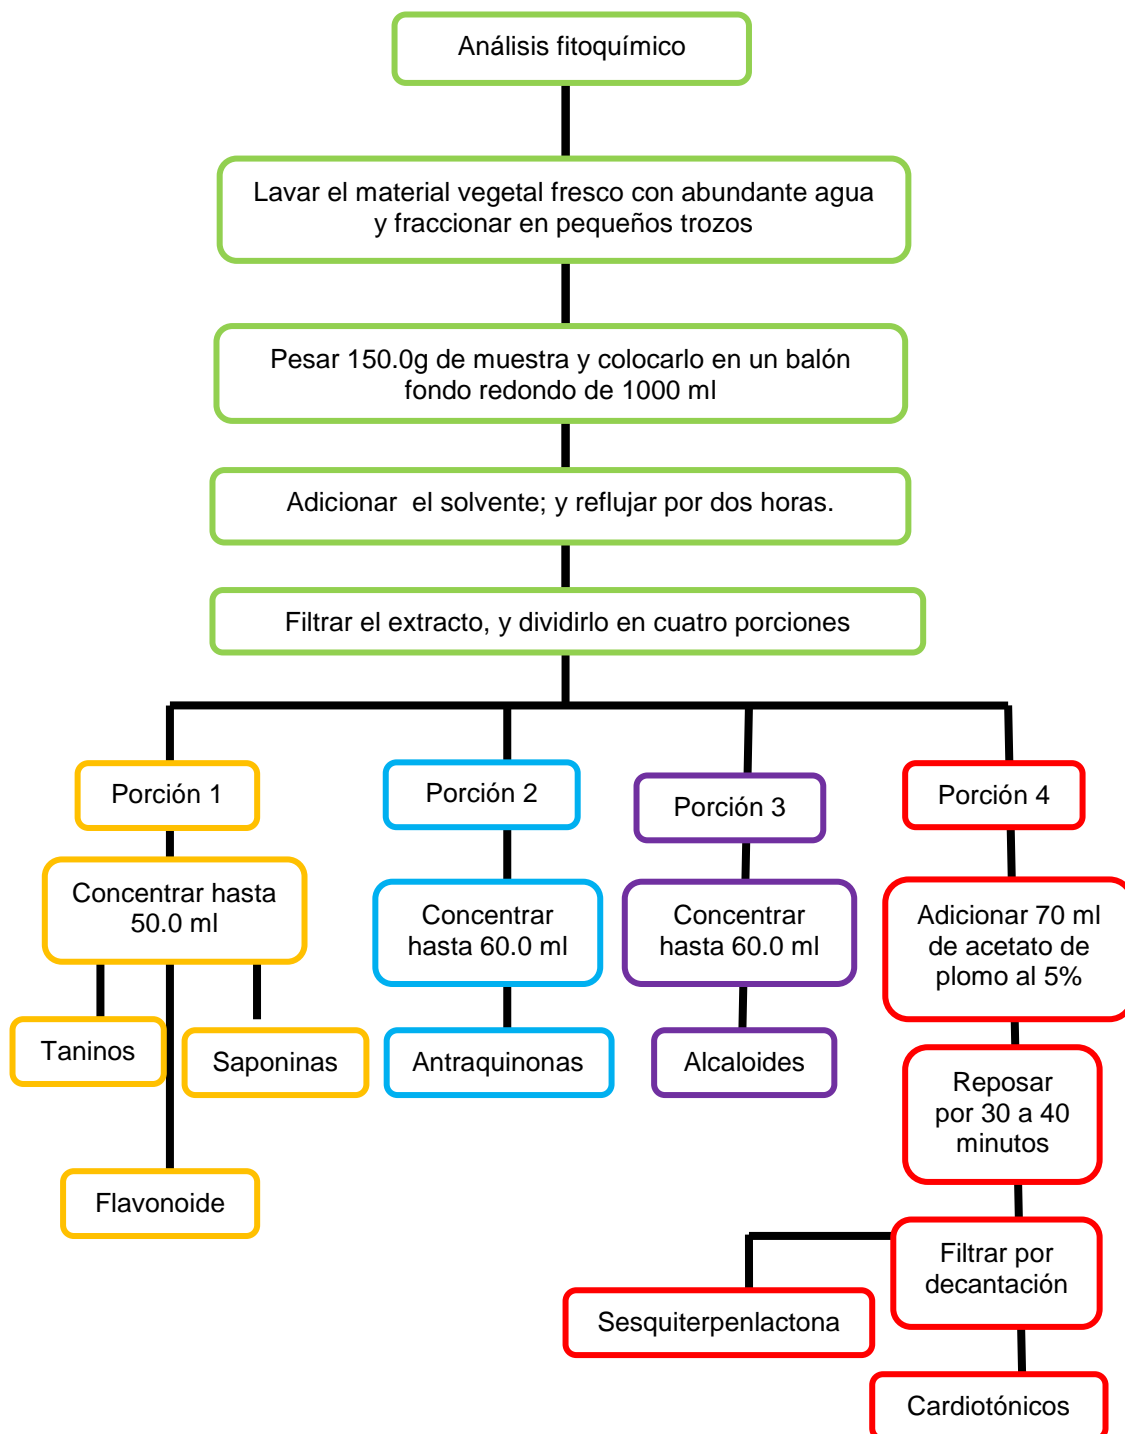 Análisis fitoquímico
Lavar el material vegetal fresco con abundante agua
y fraccionar en pequeños trozos
Pesar 150.0g de muestra y colocarlo en un balón
fondo redondo de 1000 ml
Adicionar  el solvente; y reflujar por dos horas.
Filtrar el extracto, y dividirlo en cuatro porciones
Porción 1
Concentrar hasta
50.0 ml
Taninos
Saponinas
Flavonoide
Porción 2
Concentrar
hasta 60.0 ml
Antraquinonas
Porción 3
Concentrar
hasta 60.0 ml
Alcaloides
Porción 4
Adicionar 70 ml
de acetato de
plomo al 5%
Reposar
por 30 a 40
minutos
Filtrar por
decantación
Sesquiterpenlactona
Cardiotónicos